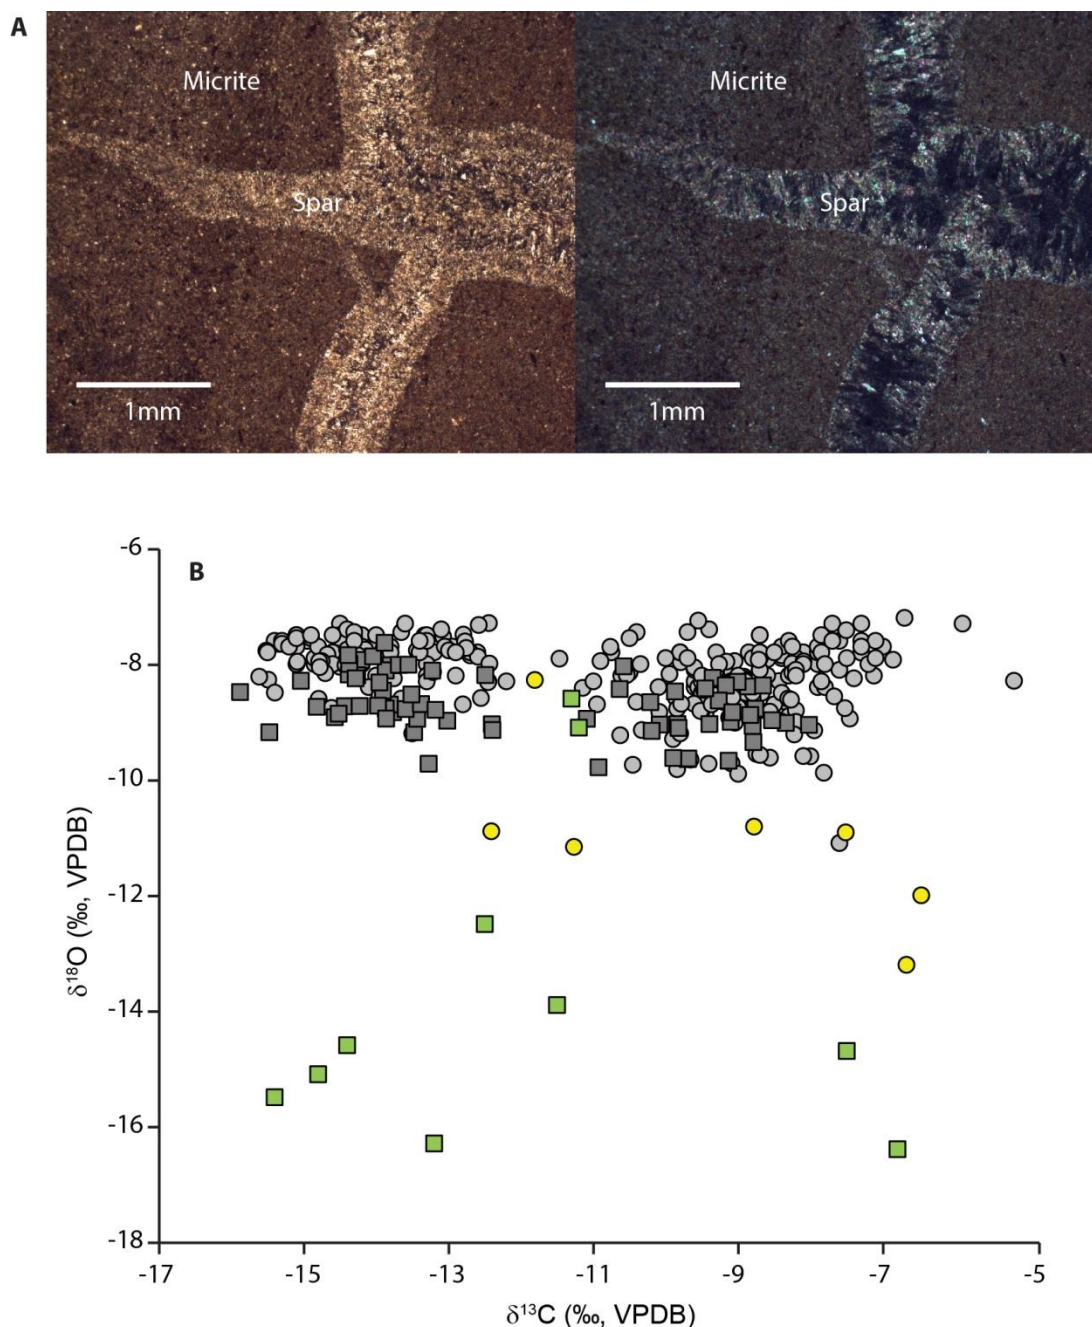 A
Micrite
Micrite
Spar
Spar
1mm
1mm
B
-6
-8
-10
-12
-14
-16
-18
δ18O (‰, VPDB)
-17
-15
-13
-11
-9
-7
-5
δ13C (‰, VPDB)